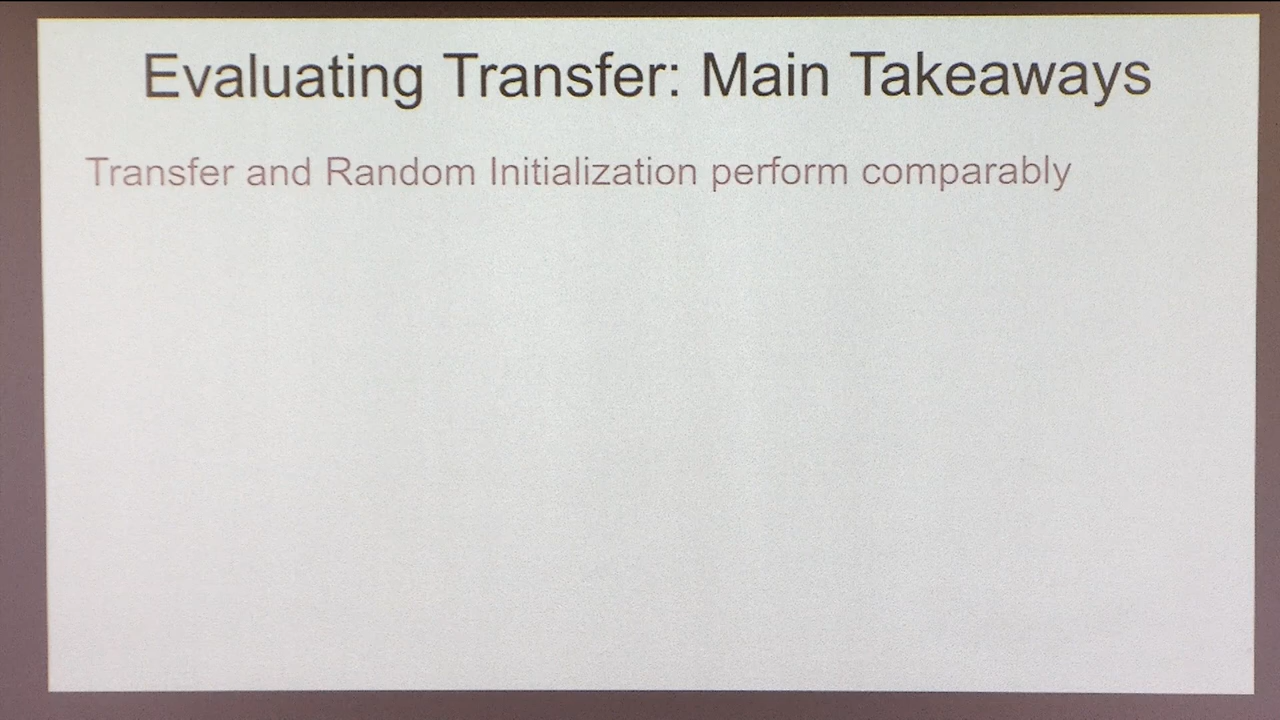 Evaluating Transfer: Main Takeaways
Transfer and Random Initialization perform comparably